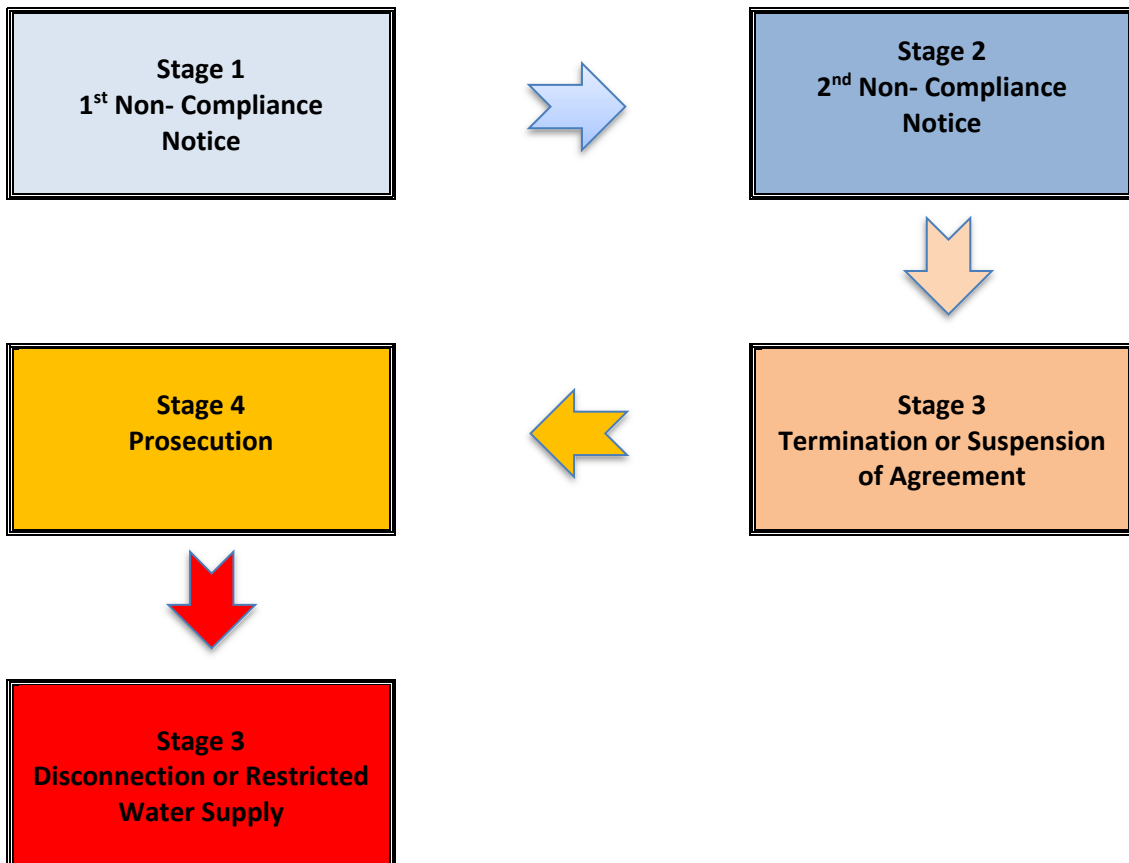 Stage 1
1st Non- Compliance
Notice
Stage 2
2nd Non- Compliance
Notice
Stage 3
Termination or Suspension
of Agreement
Stage 4
Prosecution
Stage 3
Disconnection or Restricted
Water Supply